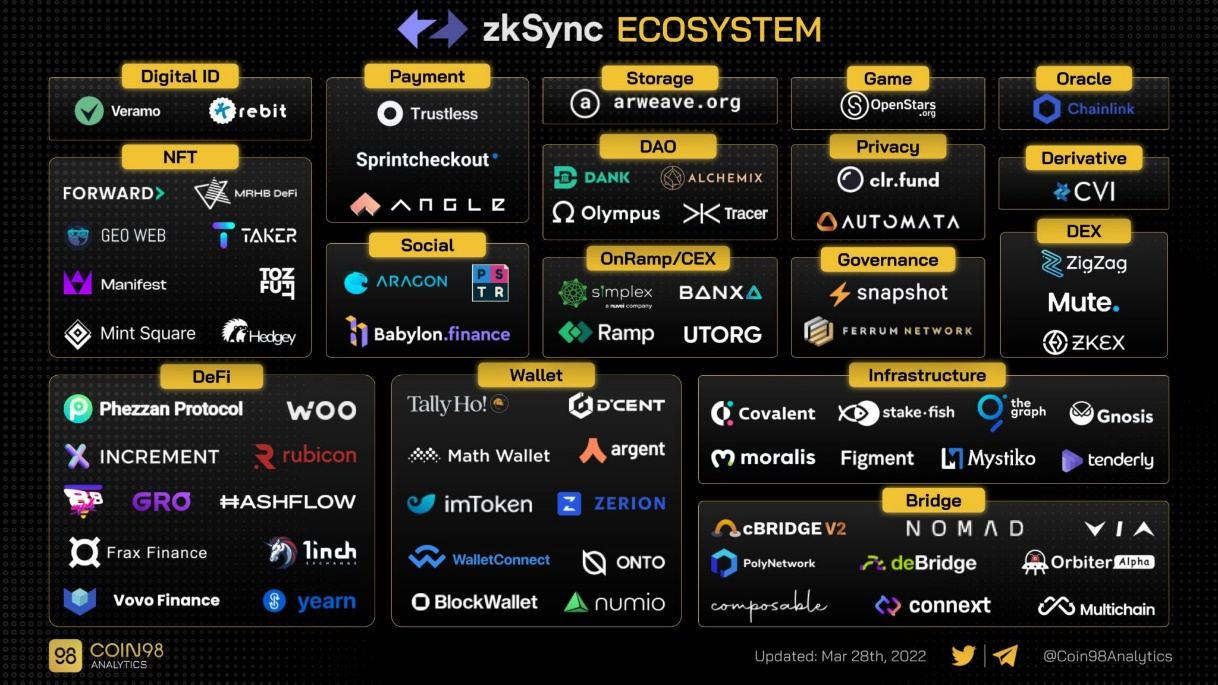 zkSync ECOSYSTEM
Digital ID
Veramo
rebit
Payment
Trustless
Sprintcheckout
ANGLE
Storage
a arweave.org
Game
OpenStars
.org
Oracle
Chainlink
NFT
FORWARD
MRHB DeFi
GEO WEB
TAKER
Manifest
TOZ
FU
Mint Square
Hedgey
DAO
DANK
ALCHEMIX
Olympus
Tracer
Privacy
clr.fund
AUTOMATA
Derivative
CVI
Social
ARAGON
P S
T R
Babylon.finance
OnRamp/CEX
simplex
a nuvei company
BANXA
Ramp
UTORG
Governance
snapshot
FERRUM NETWORK
DEX
ZigZag
Mute.
ZKEX
DeFi
Phezzan Protocol
WOO
INCREMENT
rubicon
GRO
HASHFLOW
Frax Finance
1inch
EXCHANGE
Vovo Finance
yearn
Wallet
Tally Ho!
D'CENT
Math Wallet
argent
imToken
ZERION
WalletConnect
ONTO
BlockWallet
numio
Infrastructure
Covalent
stake·fish
the
graph
Gnosis
moralis
Figment
Mystiko
tenderly
Bridge
cBRIDGE V2
NOMAD
VIA
PolyNetwork
deBridge
Orbiter Alpha
composable
connext
Multichain
98 COIN98
ANALYTICS
Updated: Mar 28th, 2022
@Coin98Analytics